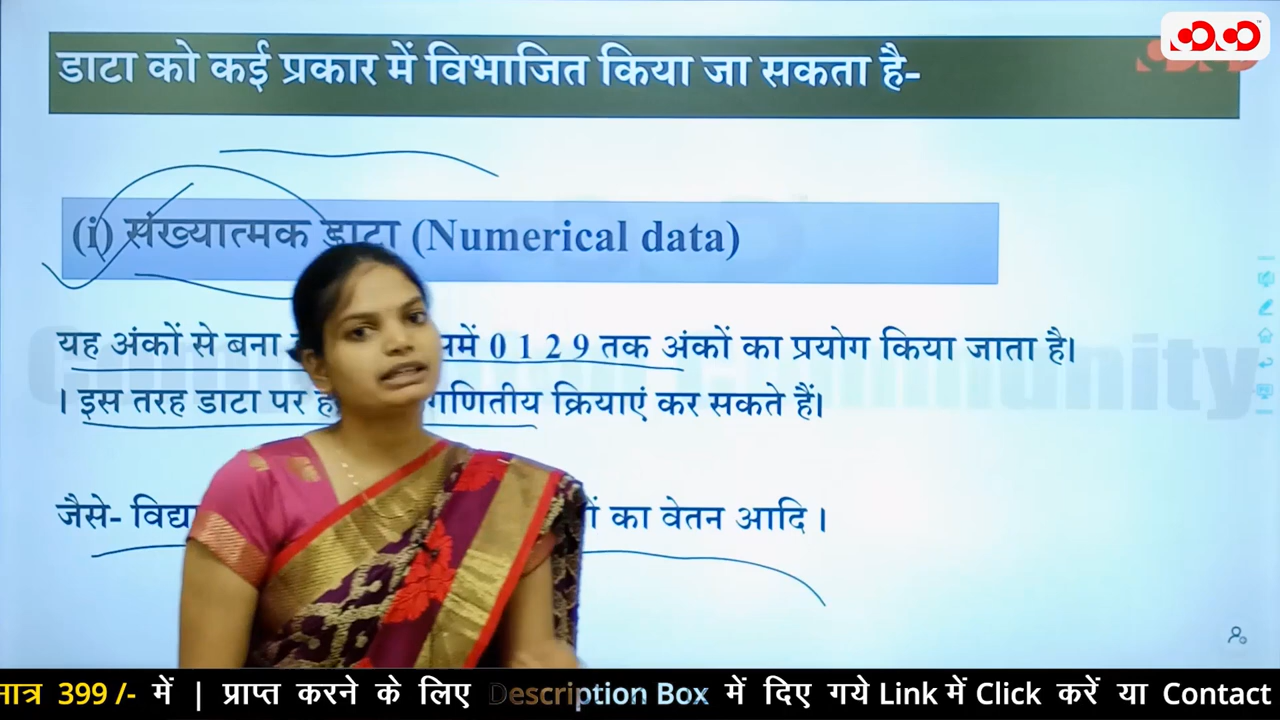 डाटा को कई प्रकार में विभाजित किया जा सकता है-
(i) संख्यात्मक डाटा (Numerical data)
यह अंकों से बना 0 1 2 9 तक अंकों का प्रयोग किया जाता है।
। इस तरह डाटा पर गणितीय क्रियाएं कर सकते हैं।
जैसे- का वेतन आदि ।
399 /- में | प्राप्त करने के लिए Description Box में दिए गये Link में Click करें या Contact